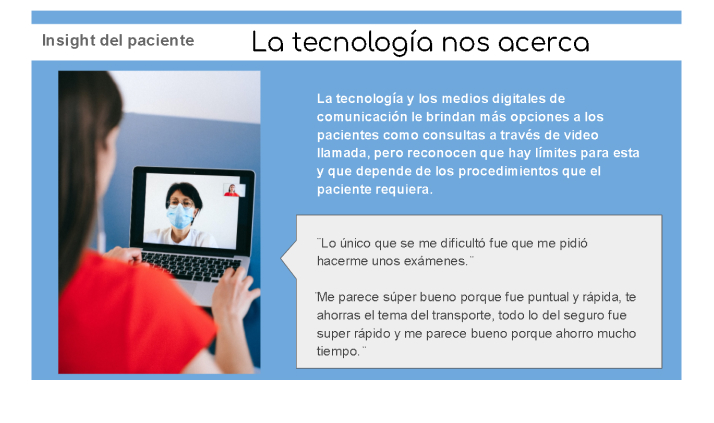 Insight del paciente
La tecnología nos acerca
La tecnología y los medios digitales de
comunicación le brindan más opciones a los
pacientes como consultas a través de video
llamada, pero reconocen que hay límites para esta
y que depende de los procedimientos que el
paciente requiera.
¨Lo único que se me dificultó fue que me pidió
hacerme unos exámenes.¨
¨Me parece súper bueno porque fue puntual y rápida, te
ahorras el tema del transporte, todo lo del seguro fue
super rápido y me parece bueno porque ahorro mucho
tiempo.¨